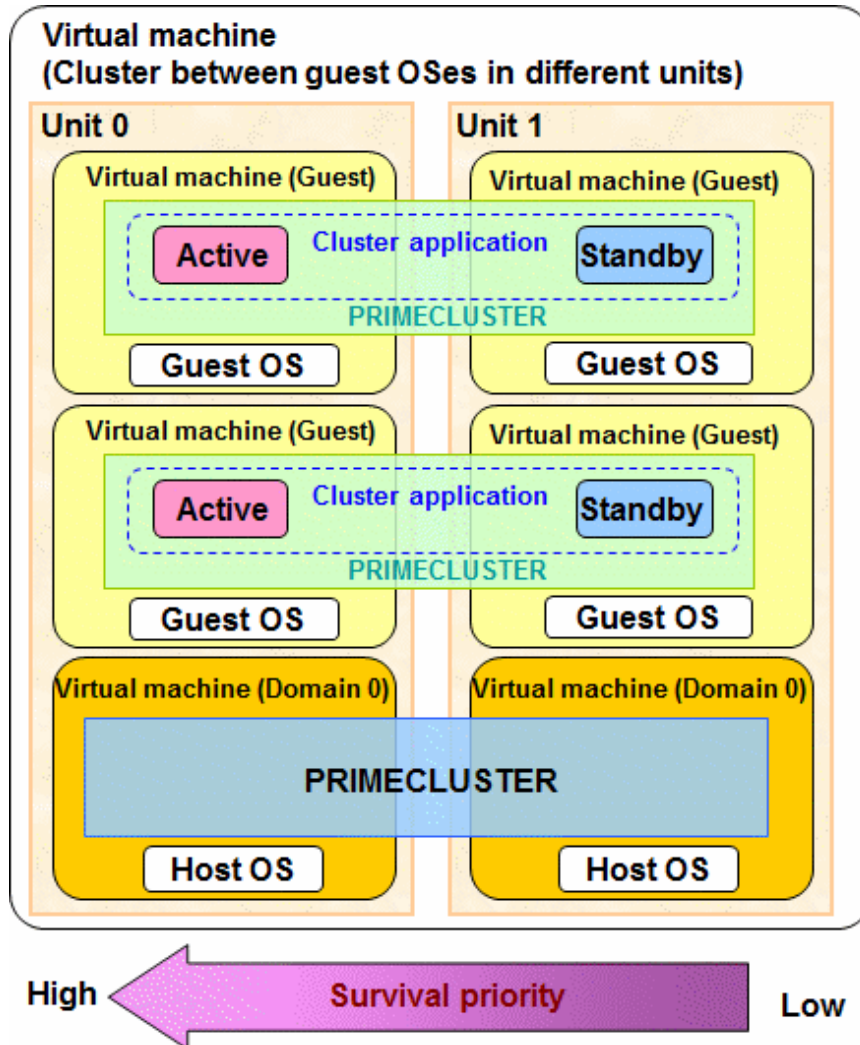 Virtual machine
(Cluster between guest OSes in different units)
Unit 0
Unit 1
Virtual machine (Guest)
Virtual machine (Guest)
Active
Cluster application
Standby
PRIMECLUSTER
Guest OS
Guest OS
Virtual machine (Guest)
Virtual machine (Guest)
Active
Cluster application
Standby
PRIMECLUSTER
Guest OS
Guest OS
Virtual machine (Domain 0)
Virtual machine (Domain 0)
PRIMECLUSTER
Host OS
Host OS
High
Survival priority
Low